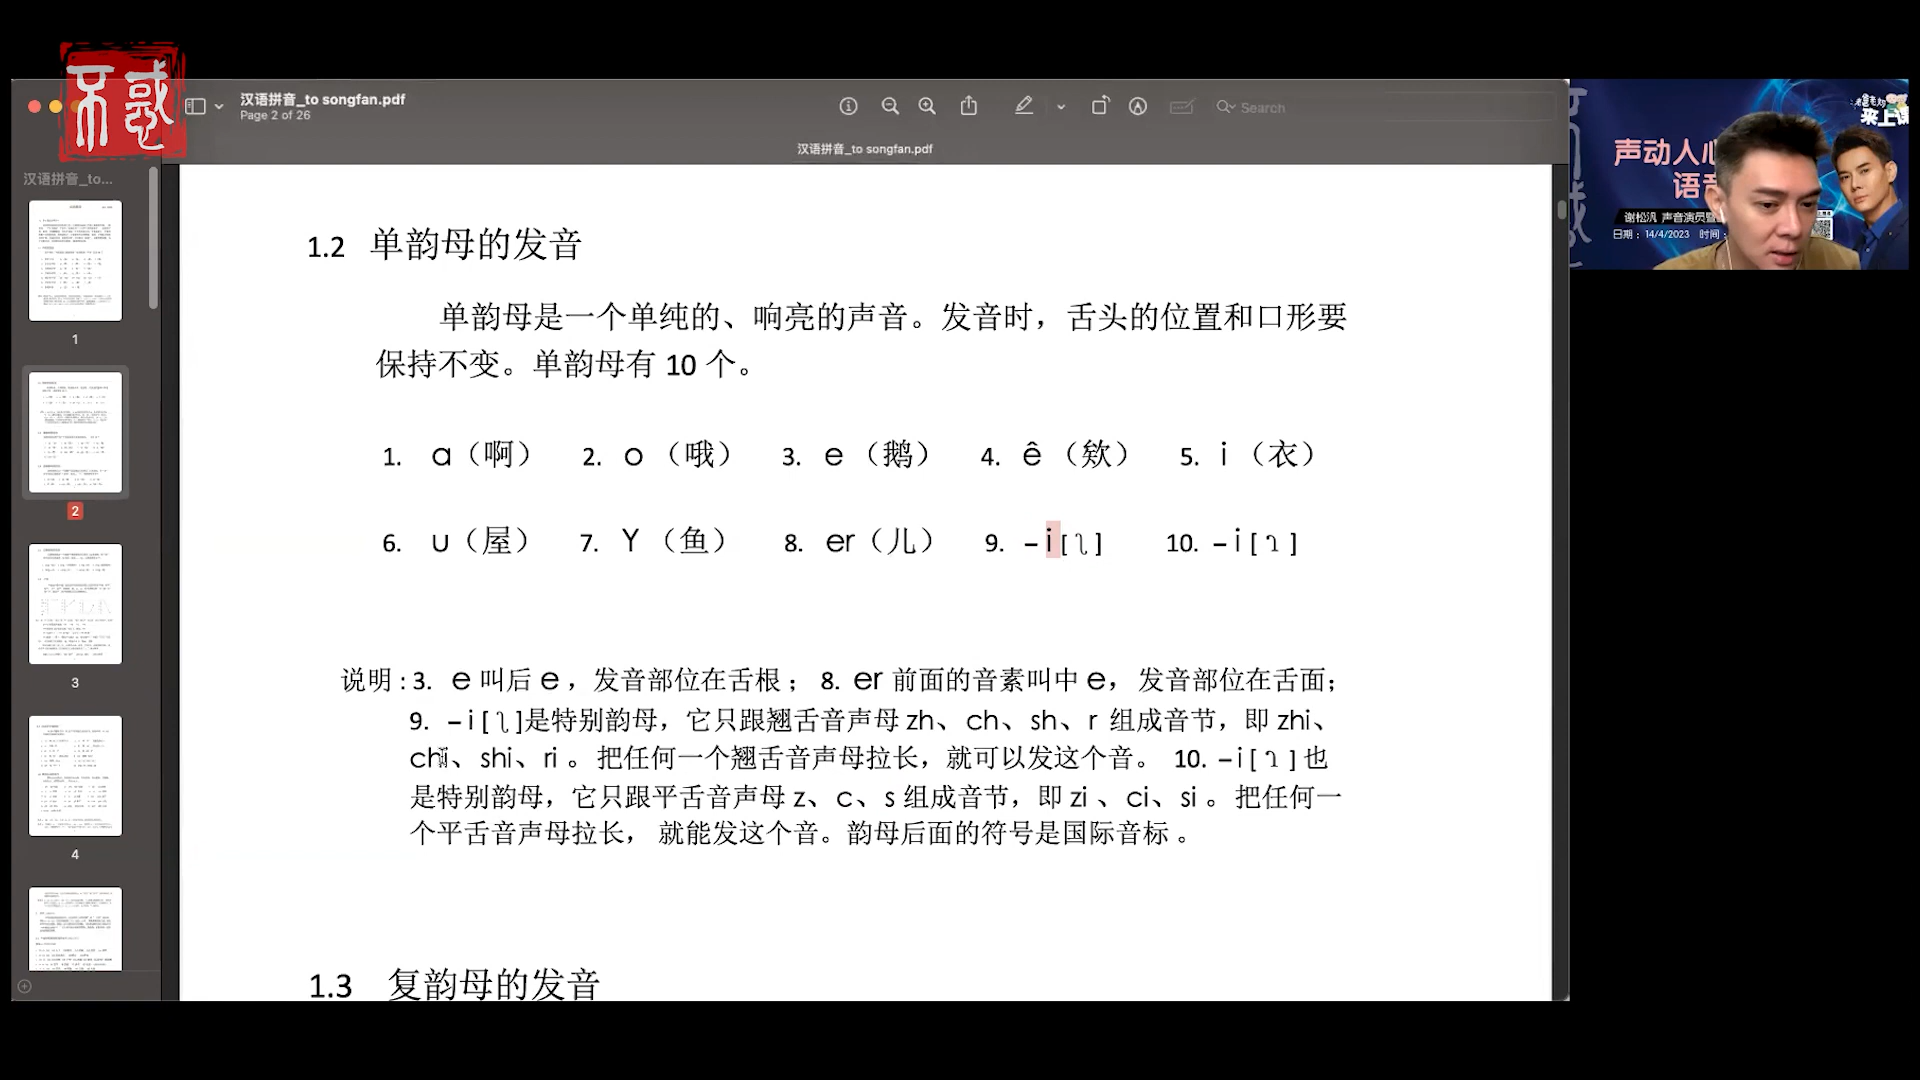 不惑
汉语拼音_to songfan.pdf
Page 2 of 26
Search
汉语拼音_to songfan.pdf
汉语拼音_to...
1
2
3
4
1.2 单韵母的发音
单韵母是一个单纯的、响亮的声音。发音时，舌头的位置和口形要
保持不变。单韵母有 10 个。
1. a（啊） 2. o（哦） 3. e（鹅） 4. ê（欸） 5. i（衣）
6. u（屋） 7. Y（鱼） 8. er（儿） 9. –i[ʅ] 10. –i[ɿ]
说明：3. e 叫后 e，发音部位在舌根； 8. er 前面的音素叫中 e，发音部位在舌面；
9. –i[ʅ]是特别韵母，它只跟翘舌音声母 zh、ch、sh、r 组成音节，即 zhi、
chi、shi、ri 。把任何一个翘舌音声母拉长，就可以发这个音。 10. –i[ɿ]也
是特别韵母，它只跟平舌音声母 z、c、s 组成音节，即 zi 、ci、si 。把任何一
个平舌音声母拉长， 就能发这个音。韵母后面的符号是国际音标 。
1.3 复韵母的发音
来上课
声动人心
语音
谢松汎 声音演员暨
日期：14/4/2023 时间：